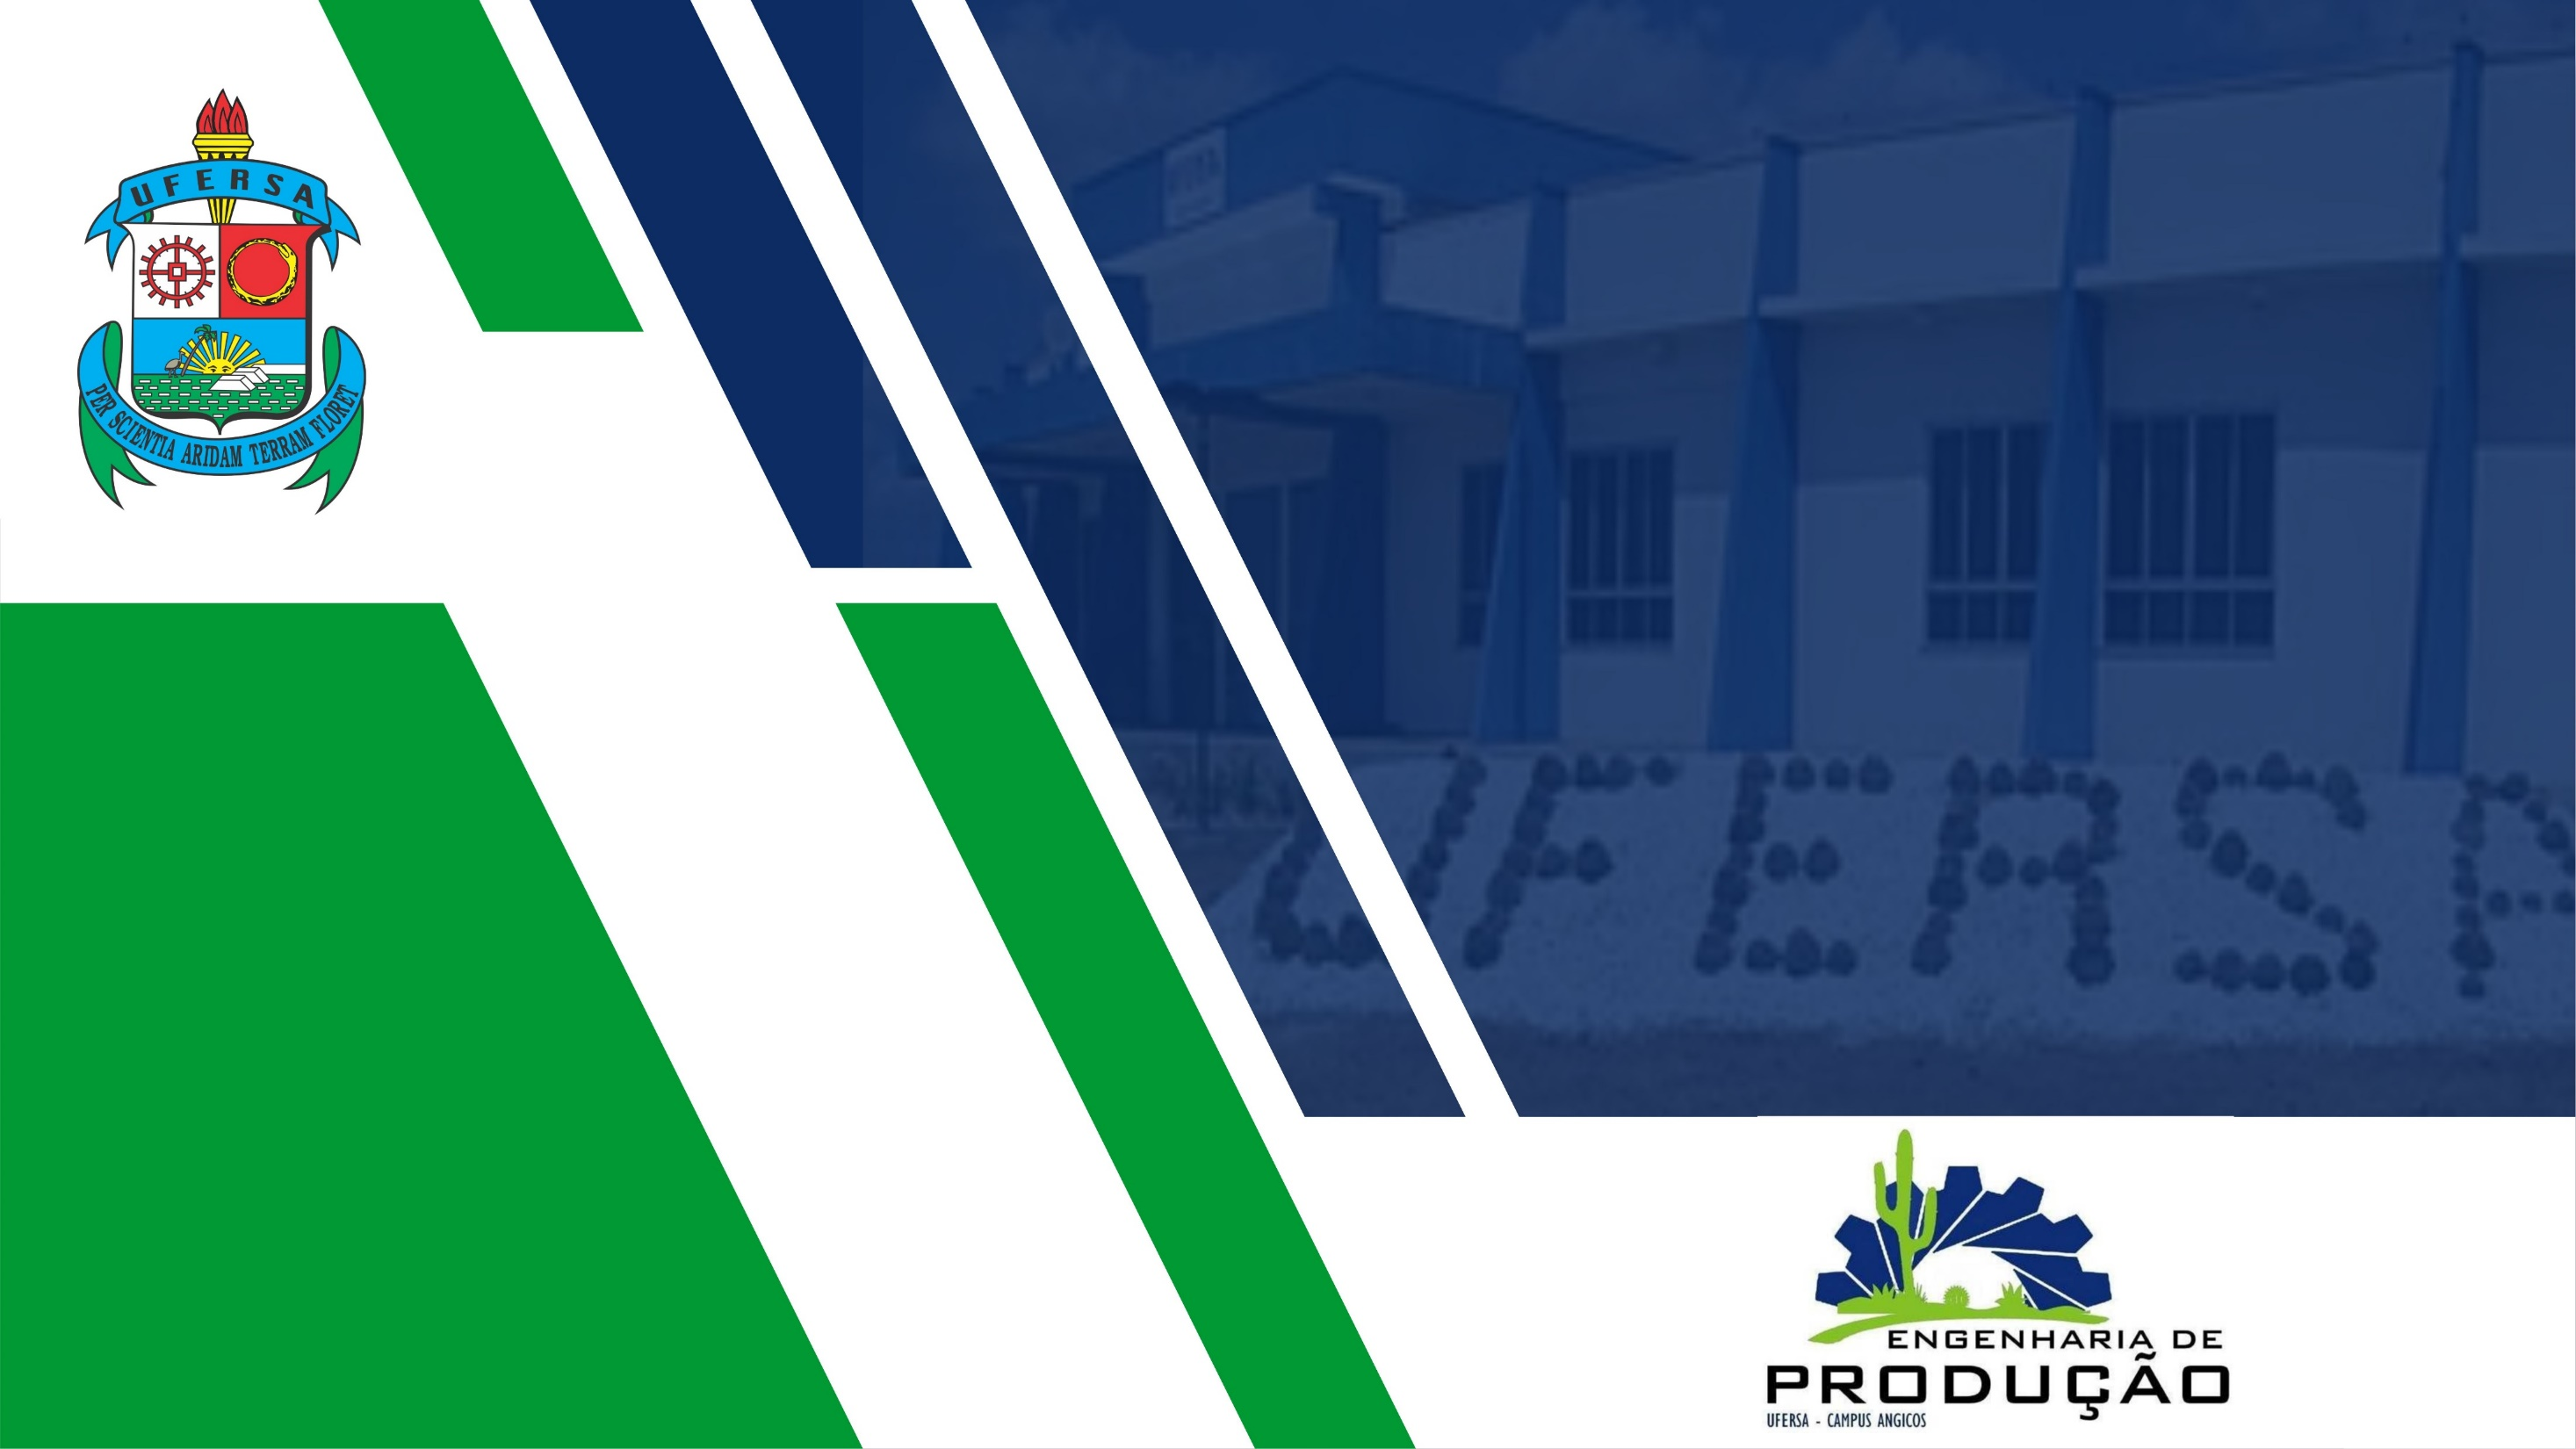 UFERSA
PER SCIENTIA ARIDAM TERRAM FLORET
UFERSA
ENGENHARIA DE
PRODUÇÃO
UFERSA - CAMPUS ANGICOS